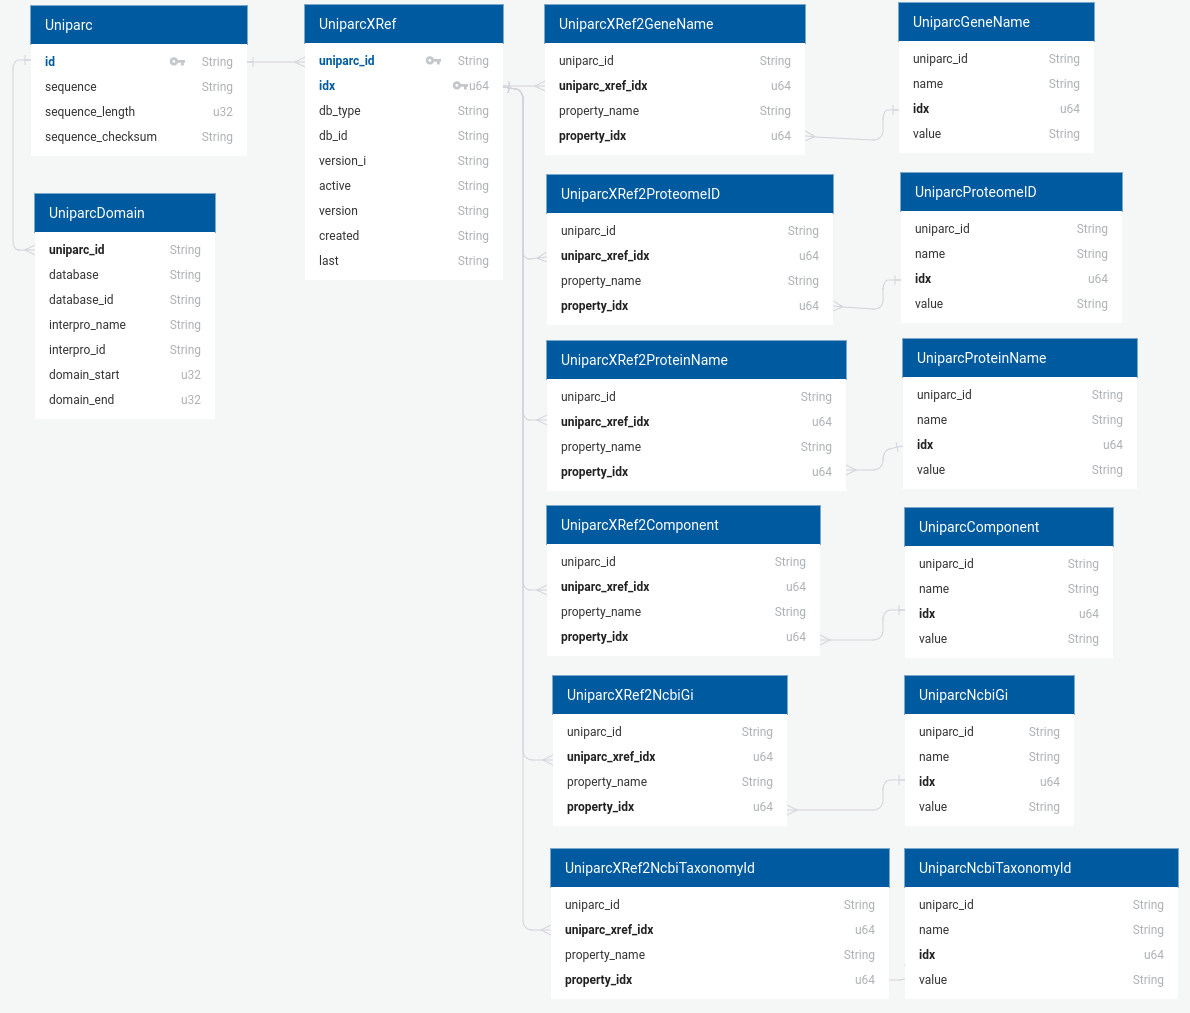 Uniparc
id String
sequence String
sequence_length u32
sequence_checksum String
UniparcDomain
uniparc_id String
database String
database_id String
interpro_name String
interpro_id String
domain_start u32
domain_end u32
UniparcXRef
uniparc_id String
idx u64
db_type String
db_id String
version_i String
active String
version String
created String
last String
UniparcXRef2GeneName
uniparc_id String
uniparc_xref_idx u64
property_name String
property_idx u64
UniparcGeneName
uniparc_id String
name String
idx u64
value String
UniparcXRef2ProteomeID
uniparc_id String
uniparc_xref_idx u64
property_name String
property_idx u64
UniparcProteomeID
uniparc_id String
name String
idx u64
value String
UniparcXRef2ProteinName
uniparc_id String
uniparc_xref_idx u64
property_name String
property_idx u64
UniparcProteinName
uniparc_id String
name String
idx u64
value String
UniparcXRef2Component
uniparc_id String
uniparc_xref_idx u64
property_name String
property_idx u64
UniparcComponent
uniparc_id String
name String
idx u64
value String
UniparcXRef2NcbiGi
uniparc_id String
uniparc_xref_idx u64
property_name String
property_idx u64
UniparcNcbiGi
uniparc_id String
name String
idx u64
value String
UniparcXRef2NcbiTaxonomyId
uniparc_id String
uniparc_xref_idx u64
property_name String
property_idx u64
UniparcNcbiTaxonomyId
uniparc_id String
name String
idx u64
value String